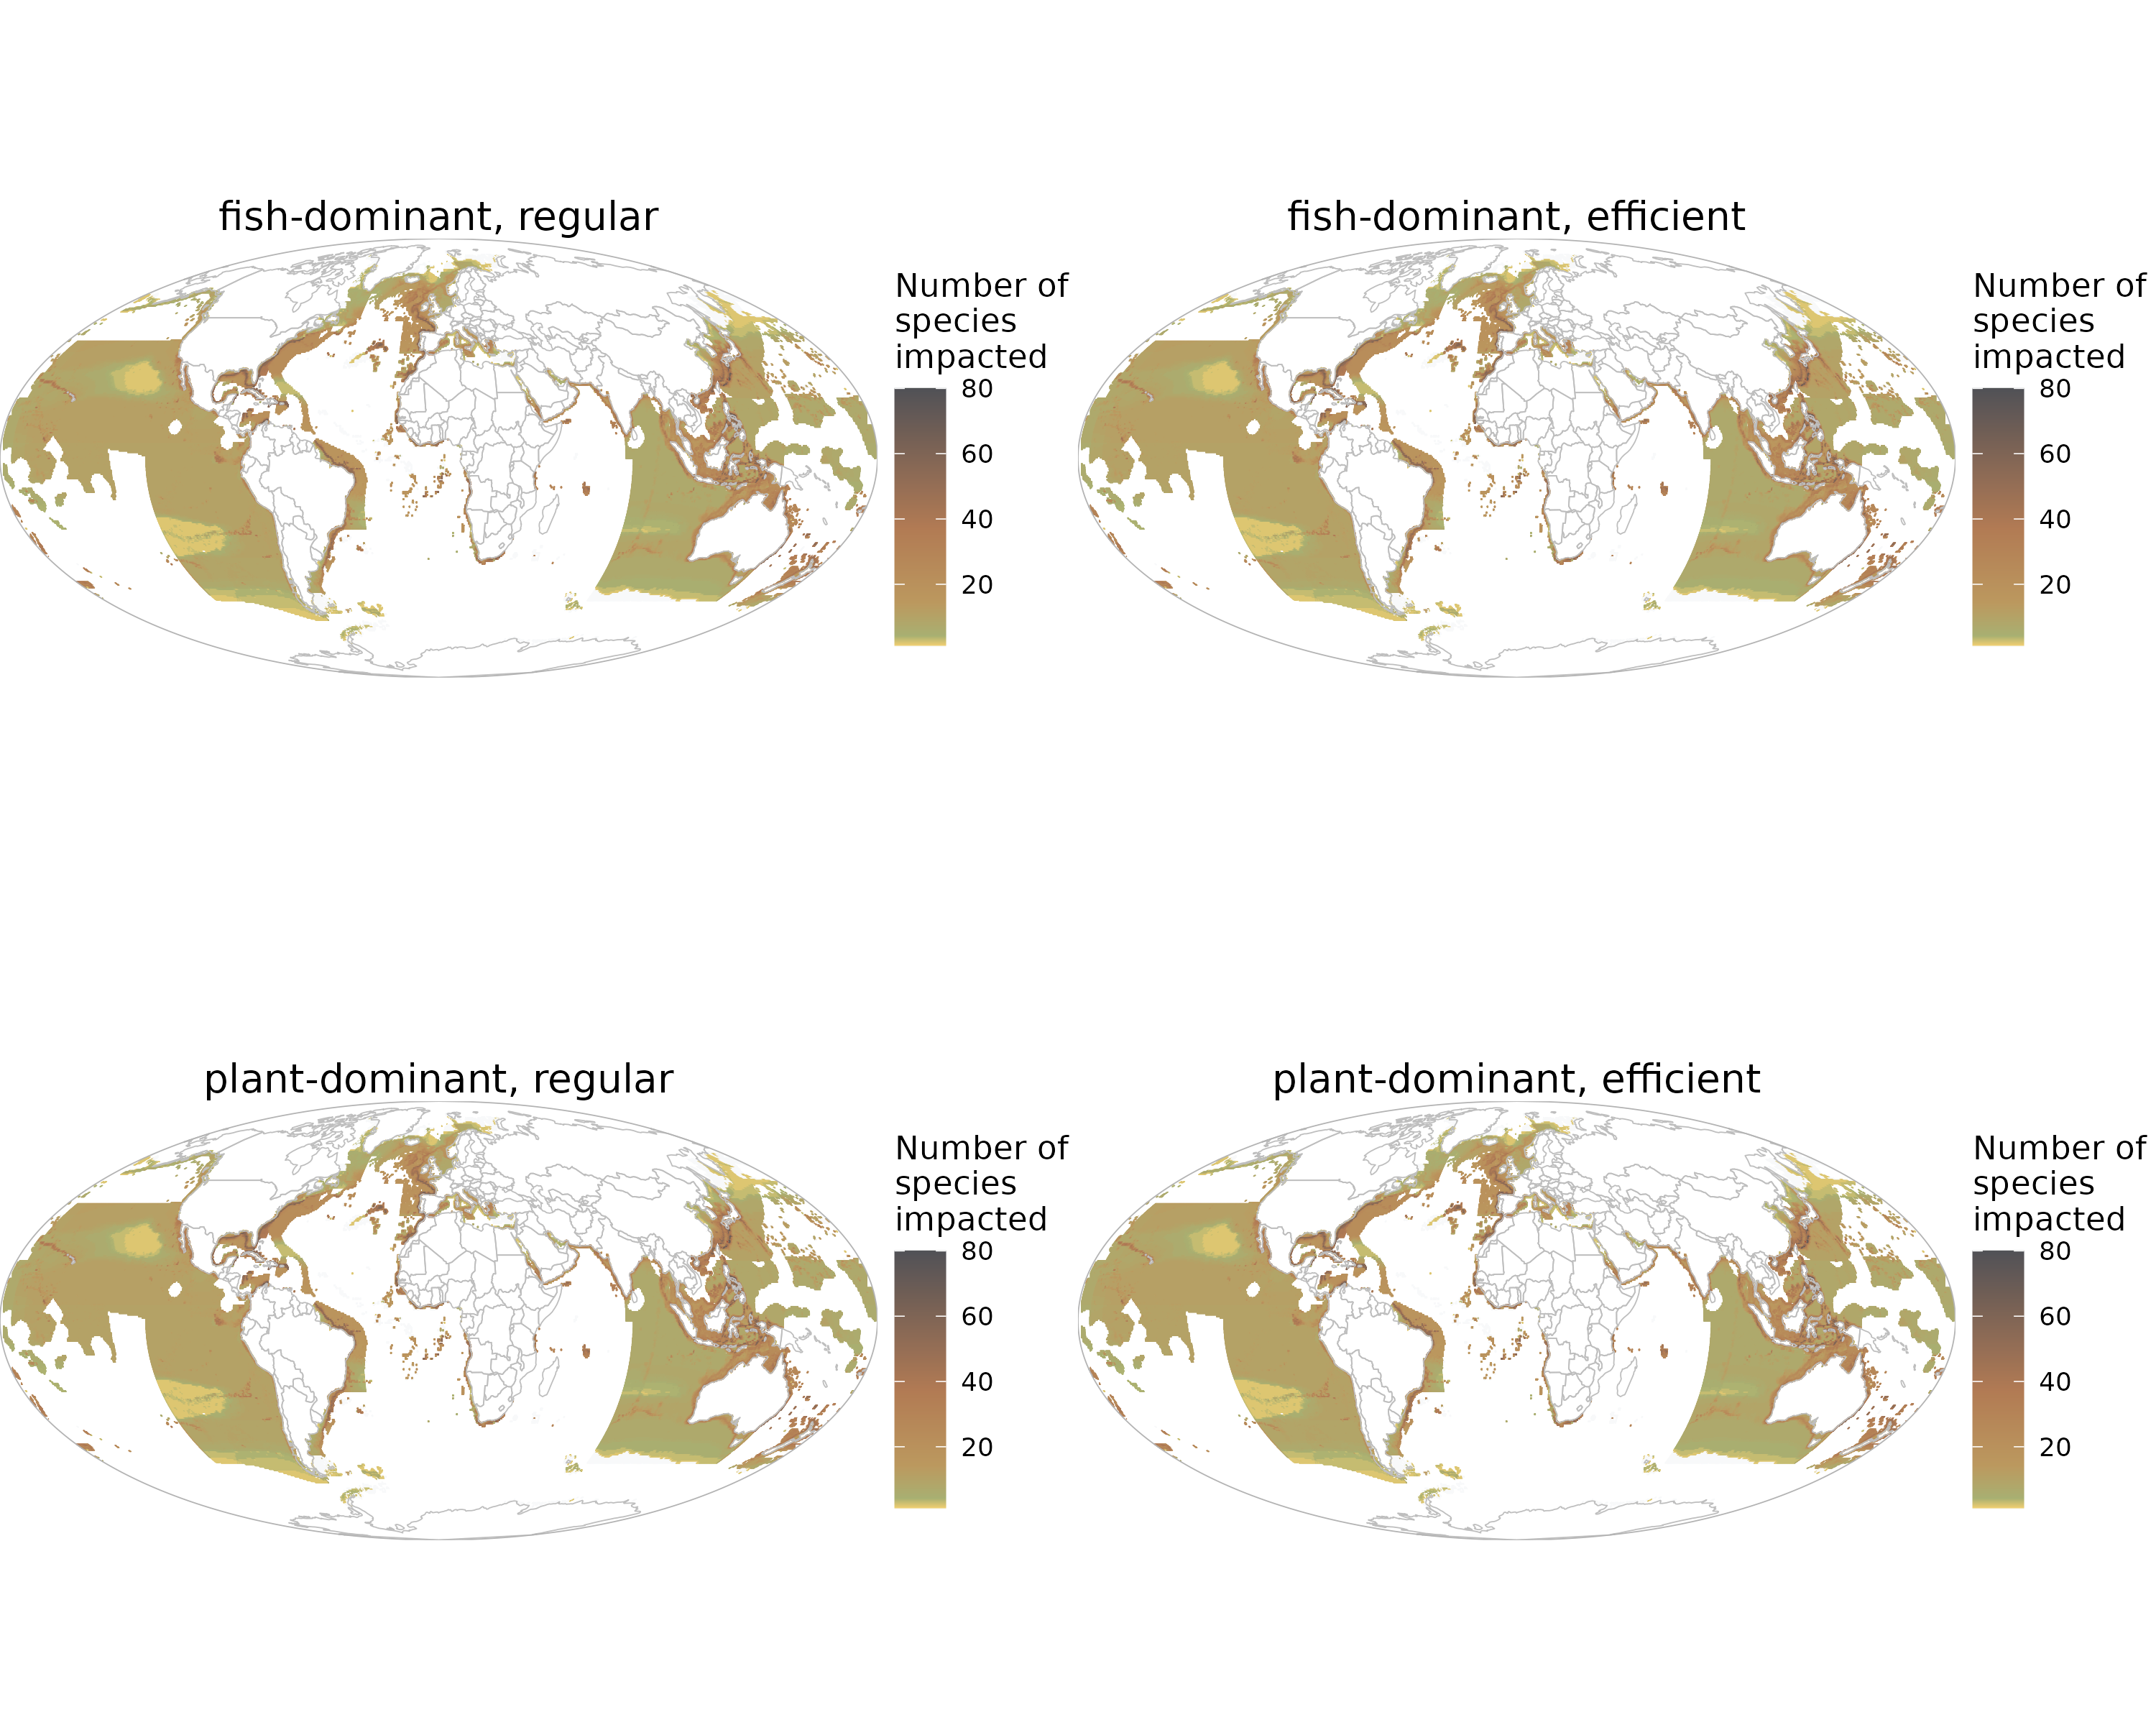 fish-dominant, regular
Number of
species
impacted
80
60
40
20
fish-dominant, efficient
Number of
species
impacted
80
60
40
20
plant-dominant, regular
Number of
species
impacted
80
60
40
20
plant-dominant, efficient
Number of
species
impacted
80
60
40
20